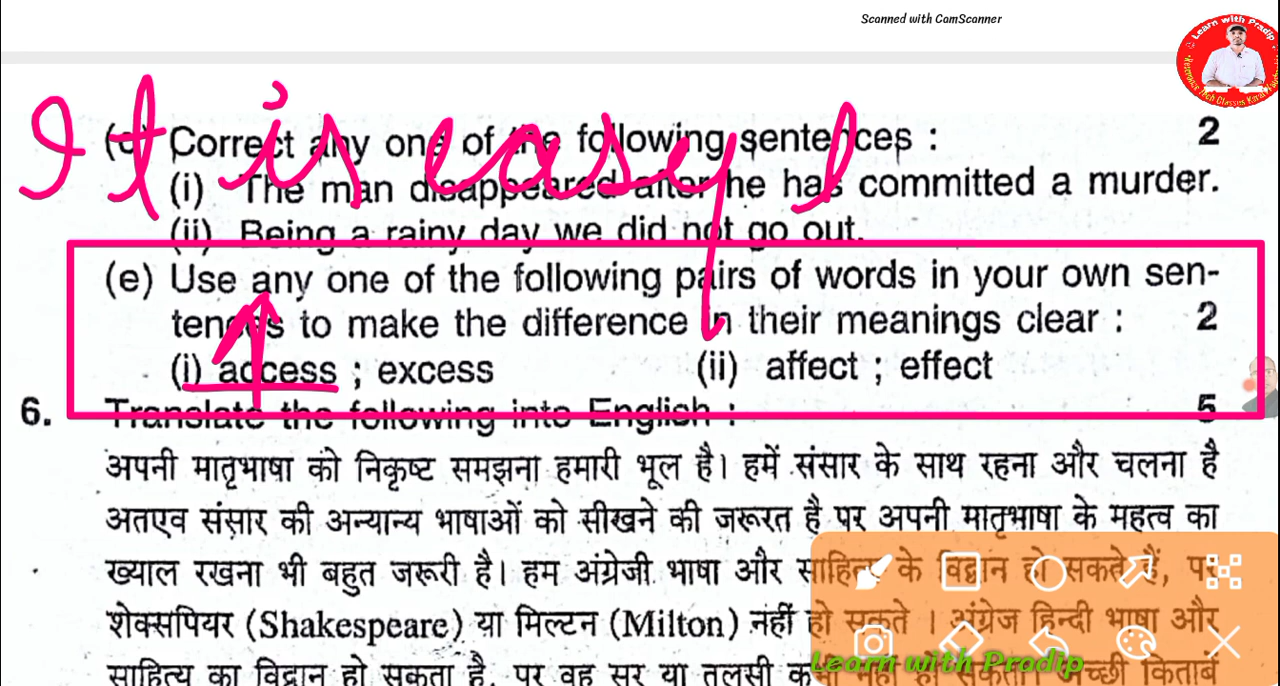 Scanned with CamScanner
Learn with Pradip
It is easy
Correct any one of the following sentences : 2
(i) The man disappeared after he has committed a murder.
(ii) Being a rainy day we did not go out.
(e) Use any one of the following pairs of words in your own sen-
tences to make the difference in their meanings clear : 2
(i) access ; excess (ii) affect ; effect
6. Translate the following into English : 5
अपनी मातृभाषा को निकृष्ट समझना हमारी भूल है। हमें संसार के साथ रहना और चलना है
अतएव संसार की अन्यान्य भाषाओं को सीखने की जरूरत है पर अपनी मातृभाषा के महत्व का
ख्याल रखना भी बहुत जरूरी है। हम अंग्रेजी भाषा और साहित्य के विद्वान हो सकते हैं, पर
शेक्सपियर (Shakespeare) या मिल्टन (Milton) नहीं हो सकते । अंग्रेज हिन्दी भाषा और
साहित्य का विद्वान हो सकता है, पर वह सूर या तुलसी कभी नहीं हो सकता। अच्छी किताबें
Learn with Prodip